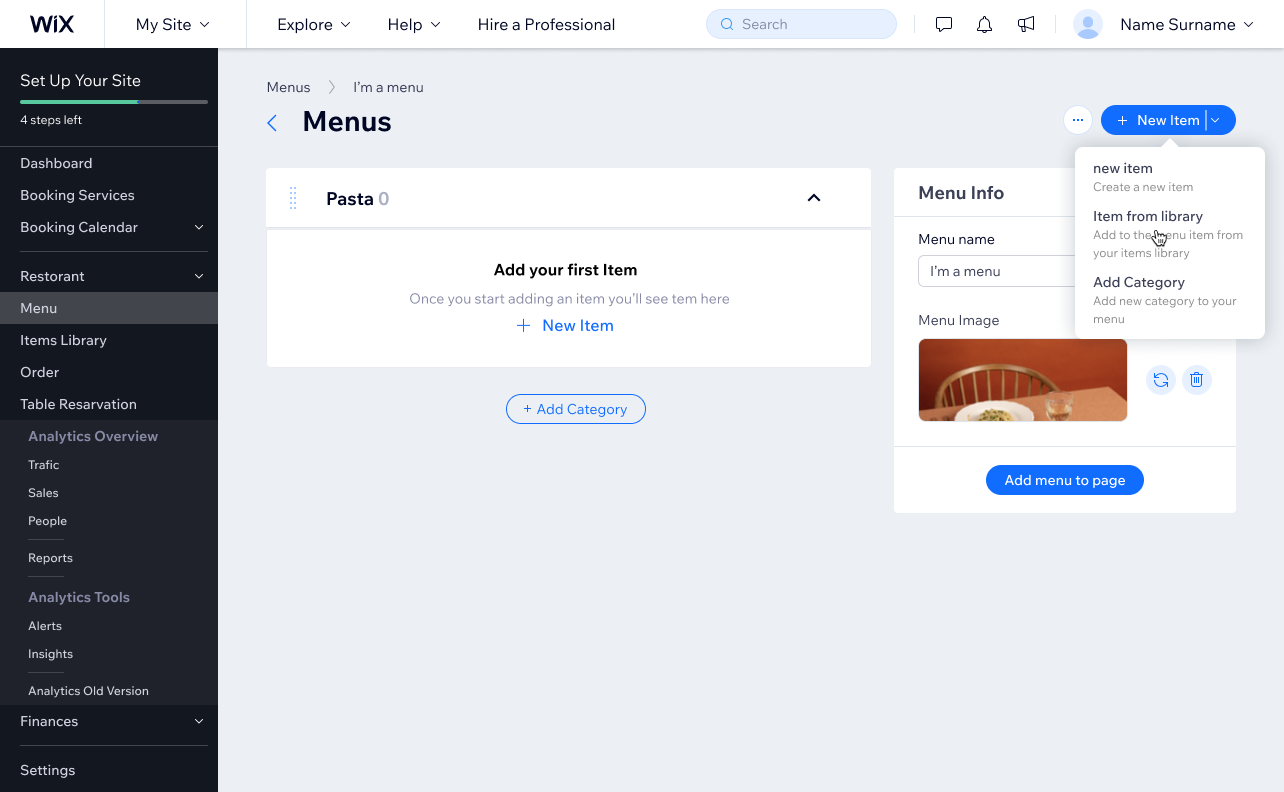 WiX
My Site
Explore
Help
Hire a Professional
Search
Name Surname
Set Up Your Site
4 steps left
Dashboard
Booking Services
Booking Calendar
Restorant
Menu
Items Library
Order
Table Resarvation
Analytics Overview
Trafic
Sales
People
Reports
Analytics Tools
Alerts
Insights
Analytics Old Version
Finances
Settings
Menus
I'm a menu
Menus
... + New Item
new item
Create a new item
Item from library
Add to the menu item from
your items library
Add Category
Add new category to your
menu
Pasta 0
Add your first Item
Once you start adding an item you'll see tem here
+ New Item
+ Add Category
Menu Info
Menu name
I'm a menu
Menu Image
Add menu to page